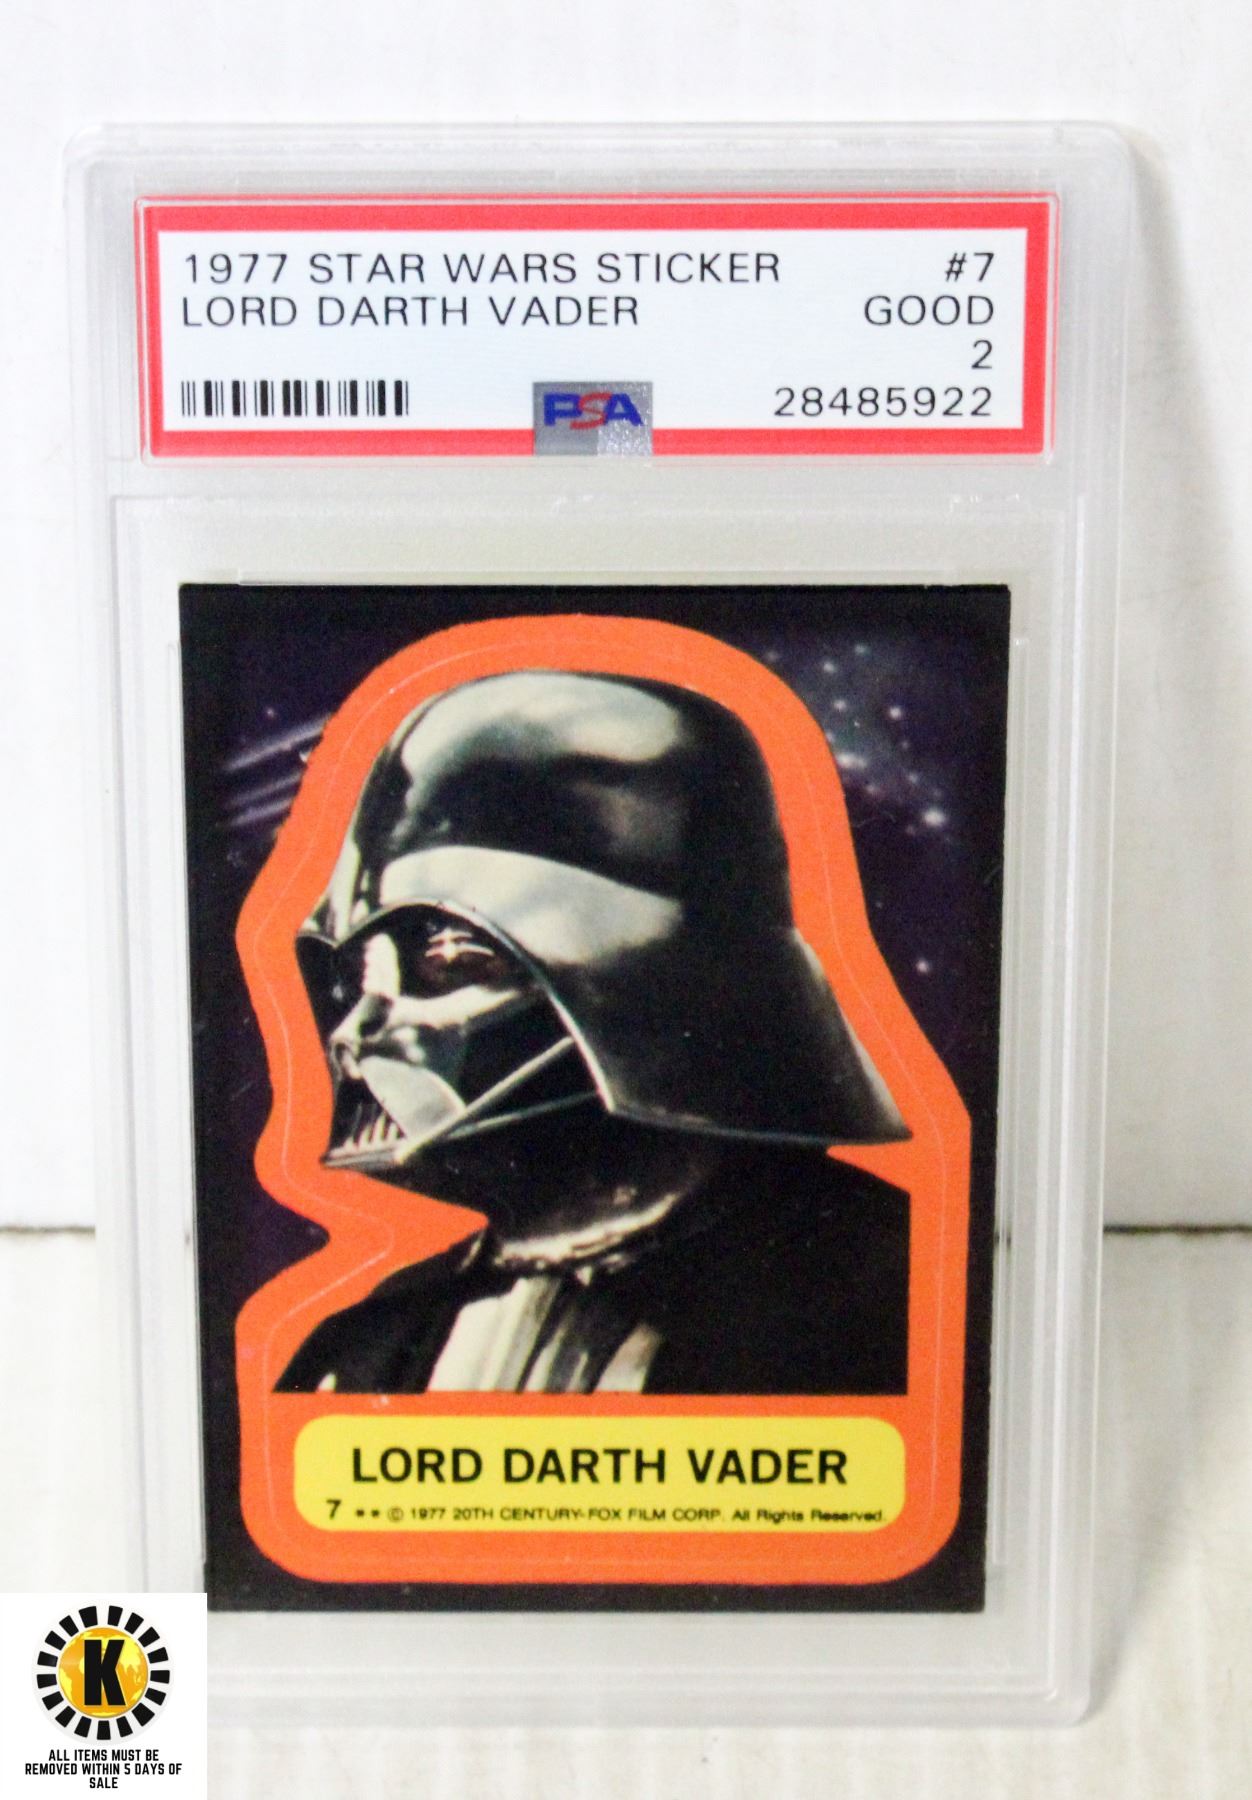 1977 STAR WARS STICKER #7
LORD DARTH VADER GOOD
2
PSA 28485922
LORD DARTH VADER
7 ** © 1977 20TH CENTURY-FOX FILM CORP. All Rights Reserved.
K
ALL ITEMS MUST BE
REMOVED WITHIN 5 DAYS OF
SALE